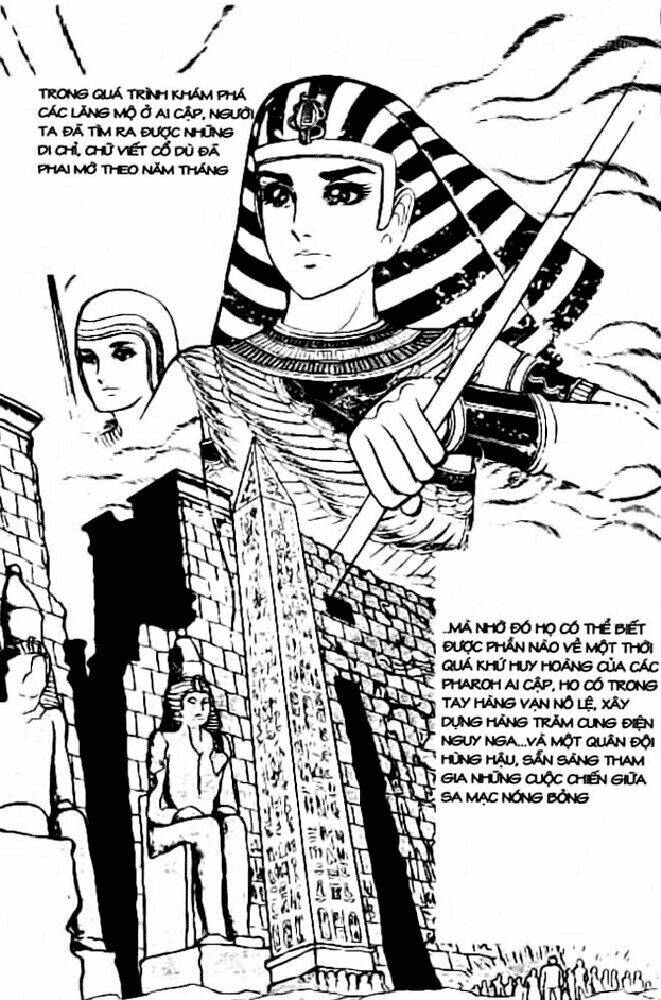 TRONG QUÁ TRÌNH KHÁM PHÁ
CÁC LĂNG MỘ Ở AI CẬP, NGƯỜI
TA ĐÃ TÌM RA ĐƯỢC NHỮNG
DI CHỈ, CHỮ VIẾT CỔ DÙ ĐÃ
PHAI MỜ THEO NĂM THÁNG
...MÀ NHỜ ĐÓ HỌ CÓ THỂ BIẾT
ĐƯỢC PHẦN NÀO VỀ MỘT THỜI
QUÁ KHỨ HUY HOÀNG CỦA CÁC
PHAROH AI CẬP, HỌ CÓ TRONG
TAY HÀNG VẠN NÔ LỆ, XÂY
DỰNG HÀNG TRĂM CUNG ĐIỆN
NGUY NGA...VÀ MỘT QUÂN ĐỘI
HÙNG HẬU, SẴN SÀNG THAM
GIA NHỮNG CUỘC CHIẾN GIỮA
SA MẠC NÓNG BỎNG